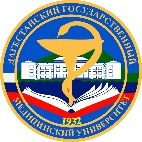 ДАГЕСТАНСКИЙ ГОСУДАРСТВЕННЫЙ
МЕДИЦИНСКИЙ УНИВЕРСИТЕТ
1932